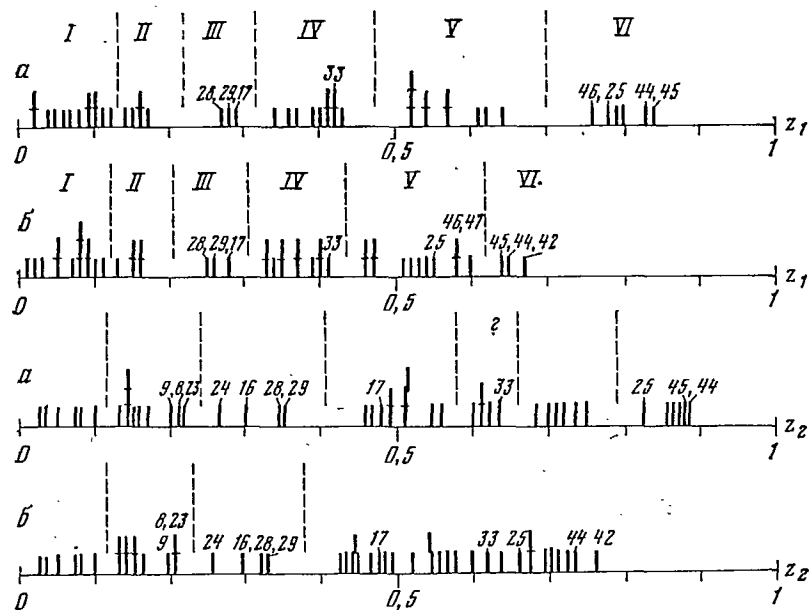 I II III IV V VI
а 28, 29, 17 33 46, 25 44, 45
0 0,5 1 z₁
I II III IV V VI.
б 28, 29, 17 33 25 46, 47 45, 44, 42
0 0,5 1 z₁
?
а 9, 8, 23 24 16 28, 29 17 33 25 45, 44
0 0,5 1 z₂
б 8, 23
9 24 16, 28, 29 17 33 25 44 42
0 0,5 1 z₂